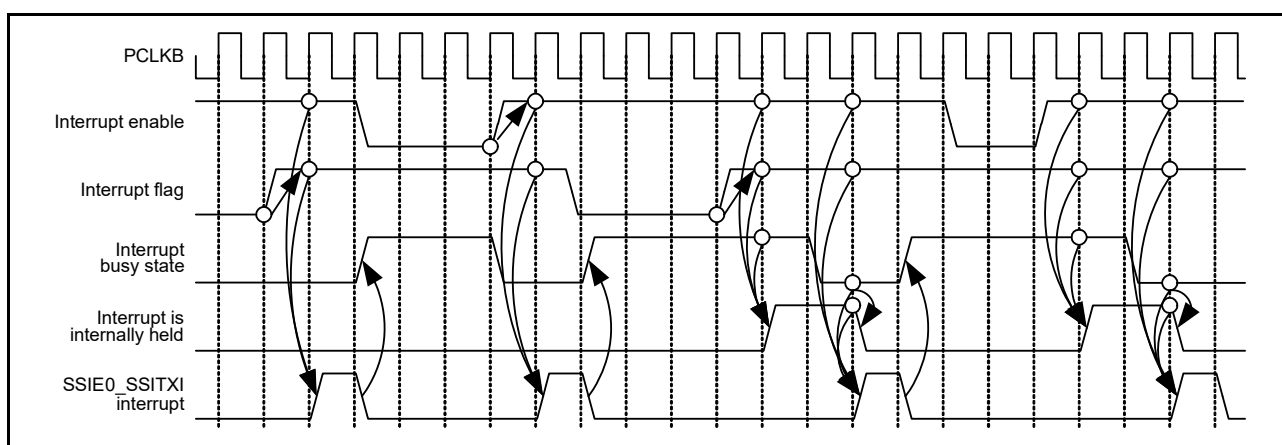 PCLKB
Interrupt enable
Interrupt flag
Interrupt
busy state
Interrupt is
internally held
SSIE0_SSITXI
interrupt